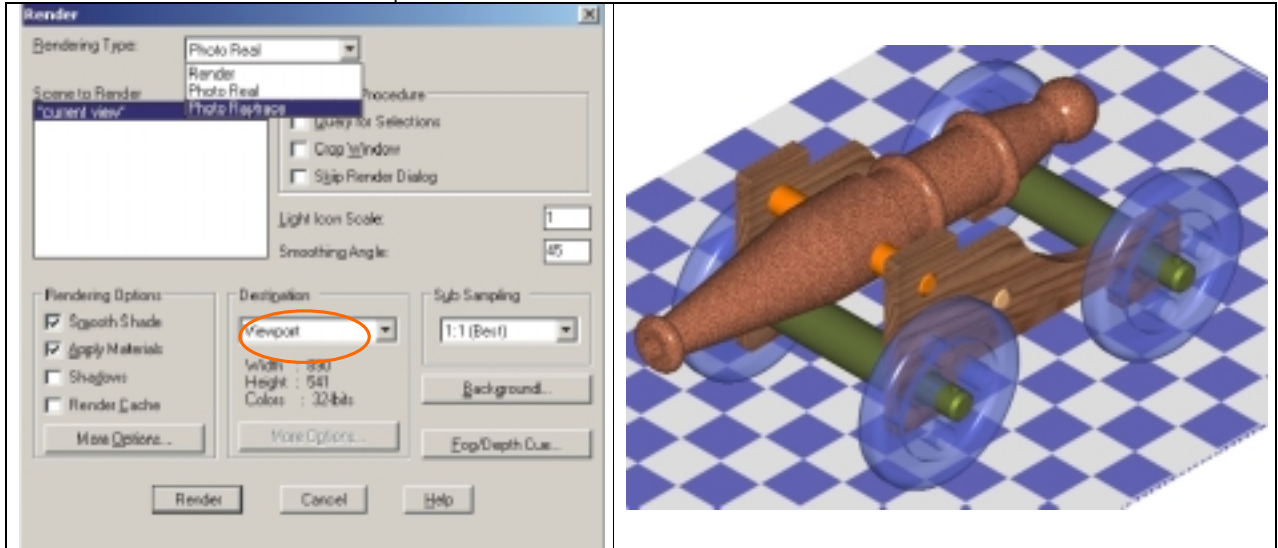 Render
Rendering Type:
Photo Real
Render
Photo Real
Photo Raytrace
Scene to Render
*current view*
Procedure
Query for Selections
Crop Window
Skip Render Dialog
Light Icon Scale:
1
Smoothing Angle:
45
Rendering Options
Smooth Shade
Apply Materials
Shadows
Render Cache
More Options...
Destination
Viewport
Width :
Height : 541
Colors : 32-bits
More Options...
Sub Sampling
1:1 (Best)
Background...
Fog/Depth Cue...
Render
Cancel
Help